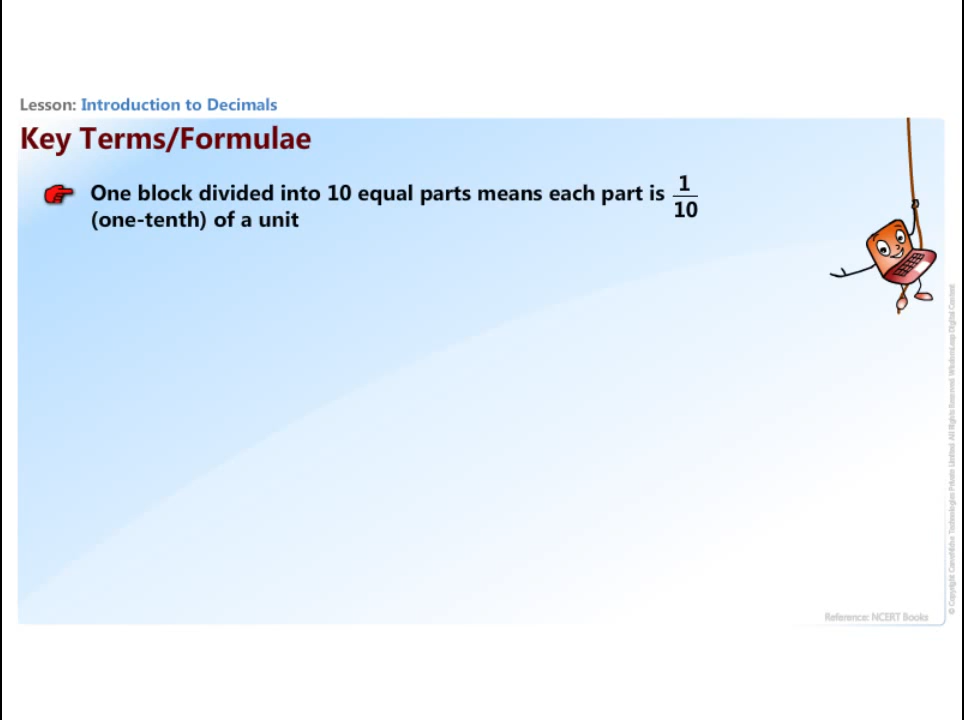 Lesson: Introduction to Decimals
Key Terms/Formulae
One block divided into 10 equal parts means each part is 1/10
(one-tenth) of a unit
Reference: NCERT Books